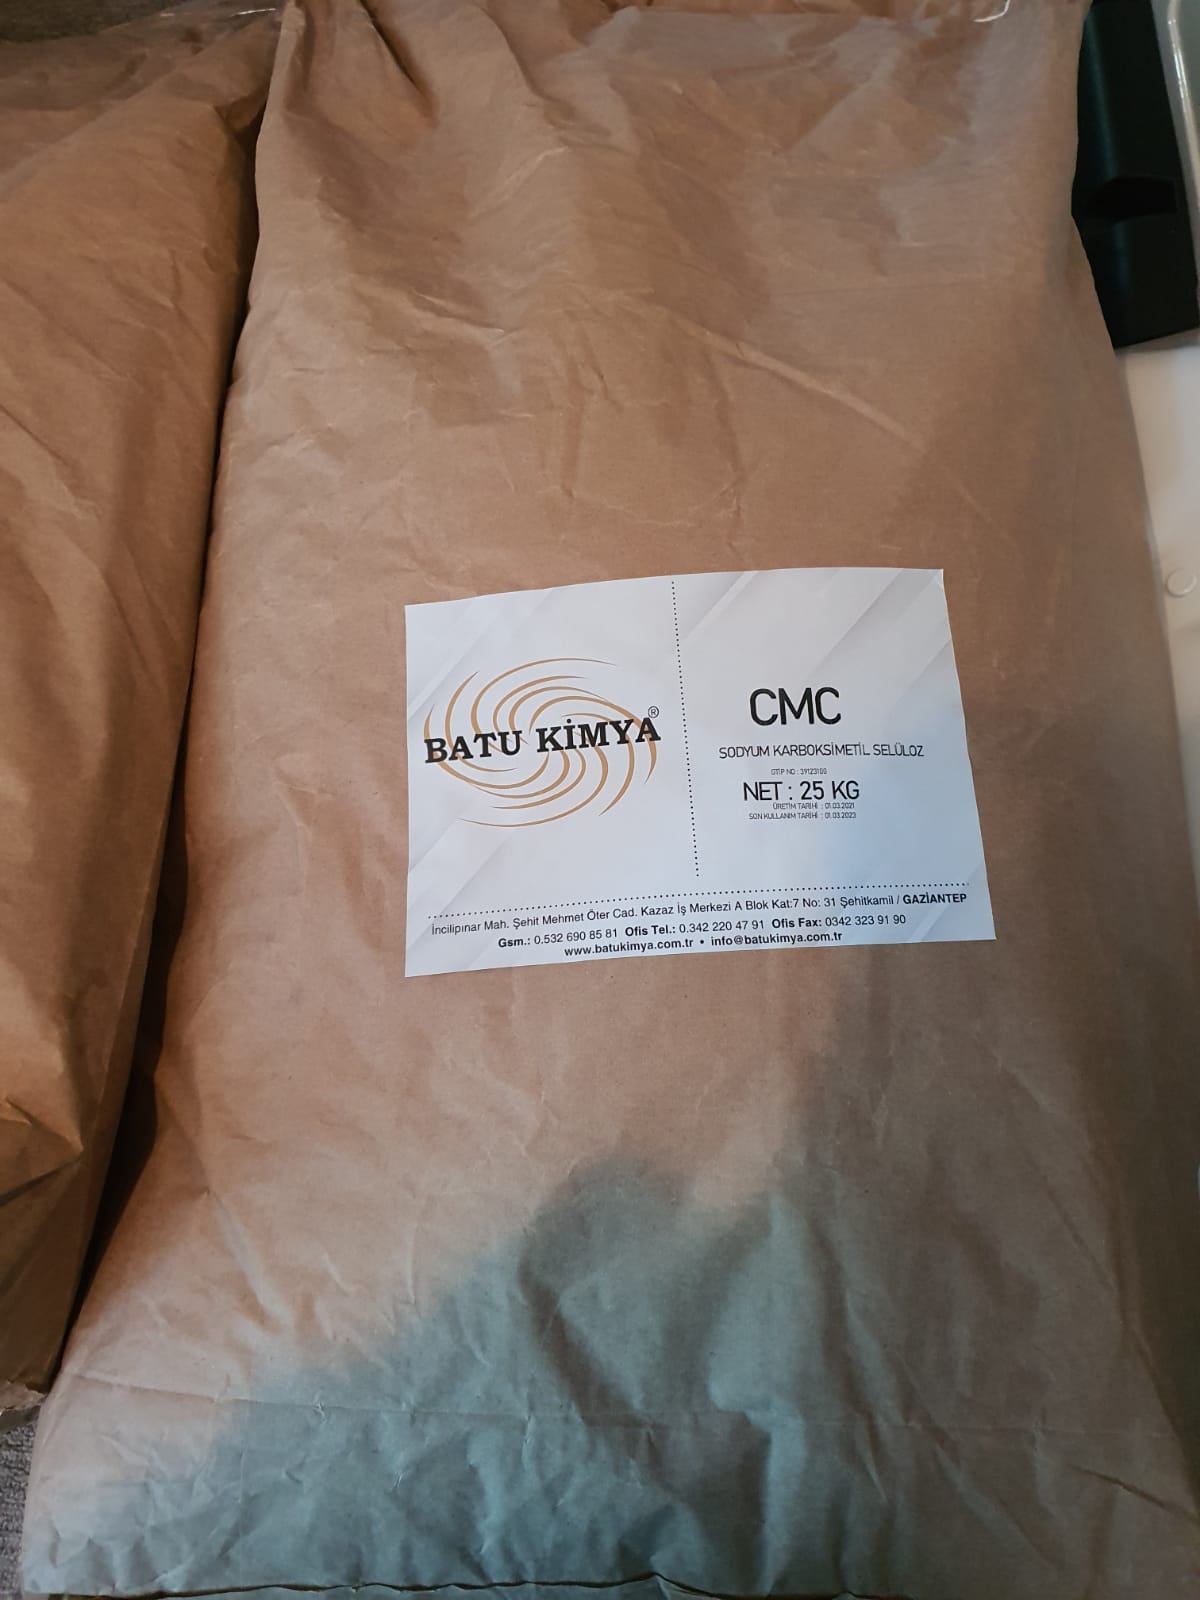 BATU KİMYA®
CMC
SODYUM KARBOKSİMETİL SELÜLOZ
GTİP NO : 39123100
NET : 25 KG
ÜRETİM TARİHİ : 01.03.2021
SON KULLANIM TARİHİ : 01.03.2023
İncilipınar Mah. Şehit Mehmet Öter Cad. Kazaz İş Merkezi A Blok Kat:7 No: 31 Şehitkamil / GAZİANTEP
Gsm.: 0.532 690 85 81 Ofis Tel.: 0.342 220 47 91 Ofis Fax: 0342 323 91 90
www.batukimya.com.tr • info@batukimya.com.tr